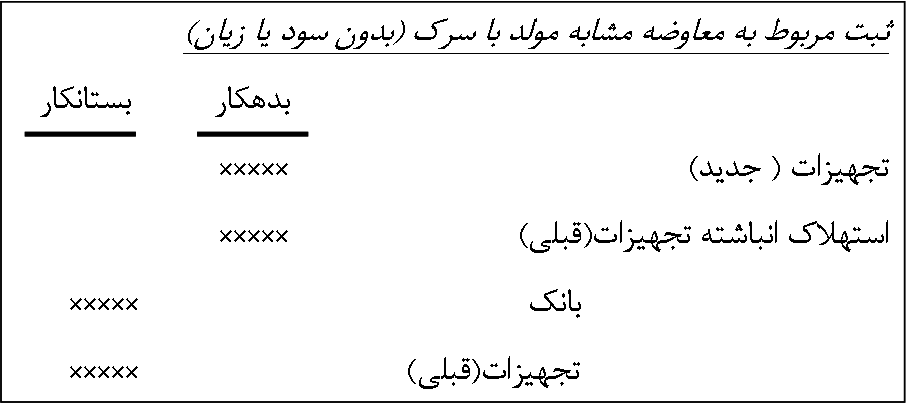 ثبت مربوط به معاوضه مشابه مولد با سرک (بدون سود یا زیان)
بدهکار بستانکار
تجهیزات ( جدید) ×××××
استهلاک انباشته تجهیزات(قبلی) ×××××
بانک ×××××
تجهیزات(قبلی) ×××××